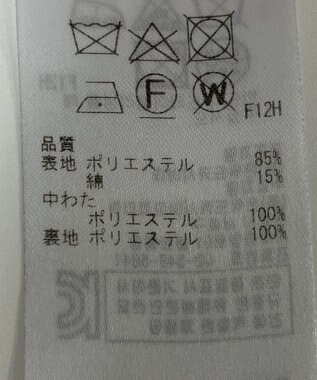 F
W
F12H
品質
表地 ポリエステル 85%
綿 15%
中わた
ポリエステル 100%
裏地 ポリエステル 100%